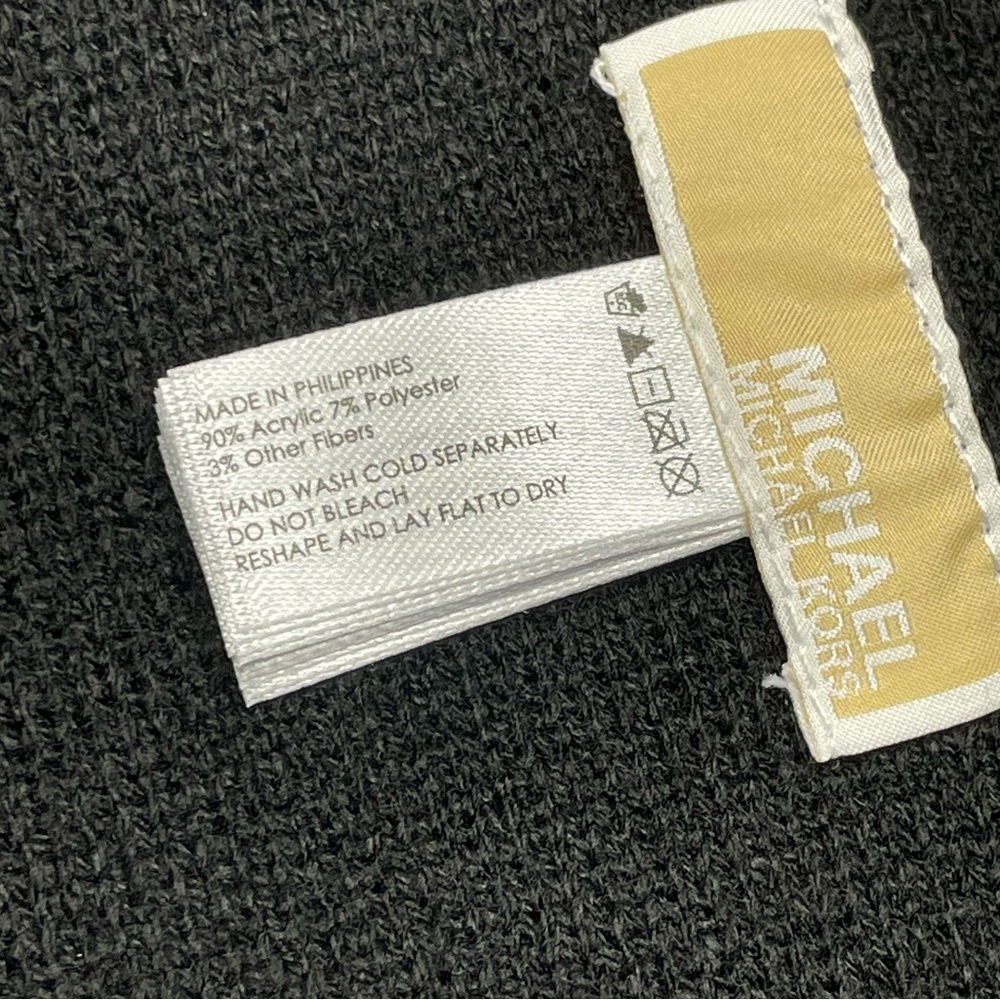 MADE IN PHILIPPINES
90% Acrylic 7% Polyester
3% Other Fibers
HAND WASH COLD SEPARATELY
DO NOT BLEACH
RESHAPE AND LAY FLAT TO DRY
MICHAEL
MICHAEL KORS